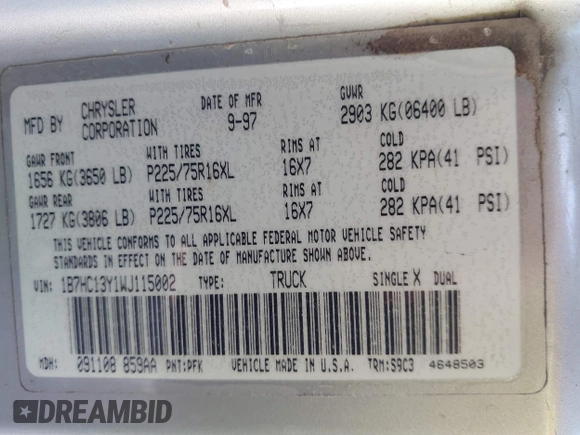 MFD BY CHRYSLER CORPORATION DATE OF MFR 9-97 GVWR 2903 KG(06400 LB)
GAWR FRONT WITH TIRES RIMS AT COLD
1656 KG(3650 LB) P225/75R16XL 16X7 282 KPA(41 PSI)
GAWR REAR WITH TIRES RIMS AT COLD
1727 KG(3806 LB) P225/75R16XL 16X7 282 KPA(41 PSI)
THIS VEHICLE CONFORMS TO ALL APPLICABLE FEDERAL MOTOR VEHICLE SAFETY
STANDARDS IN EFFECT ON THE DATE OF MANUFACTURE SHOWN ABOVE.
VIN: 1B7HC13Y1WJ115002 TYPE: TRUCK SINGLE X DUAL
MDH: 091108 859AA PNT:PFK VEHICLE MADE IN U.S.A. TRM:S9C3 4648503
DREAMBID